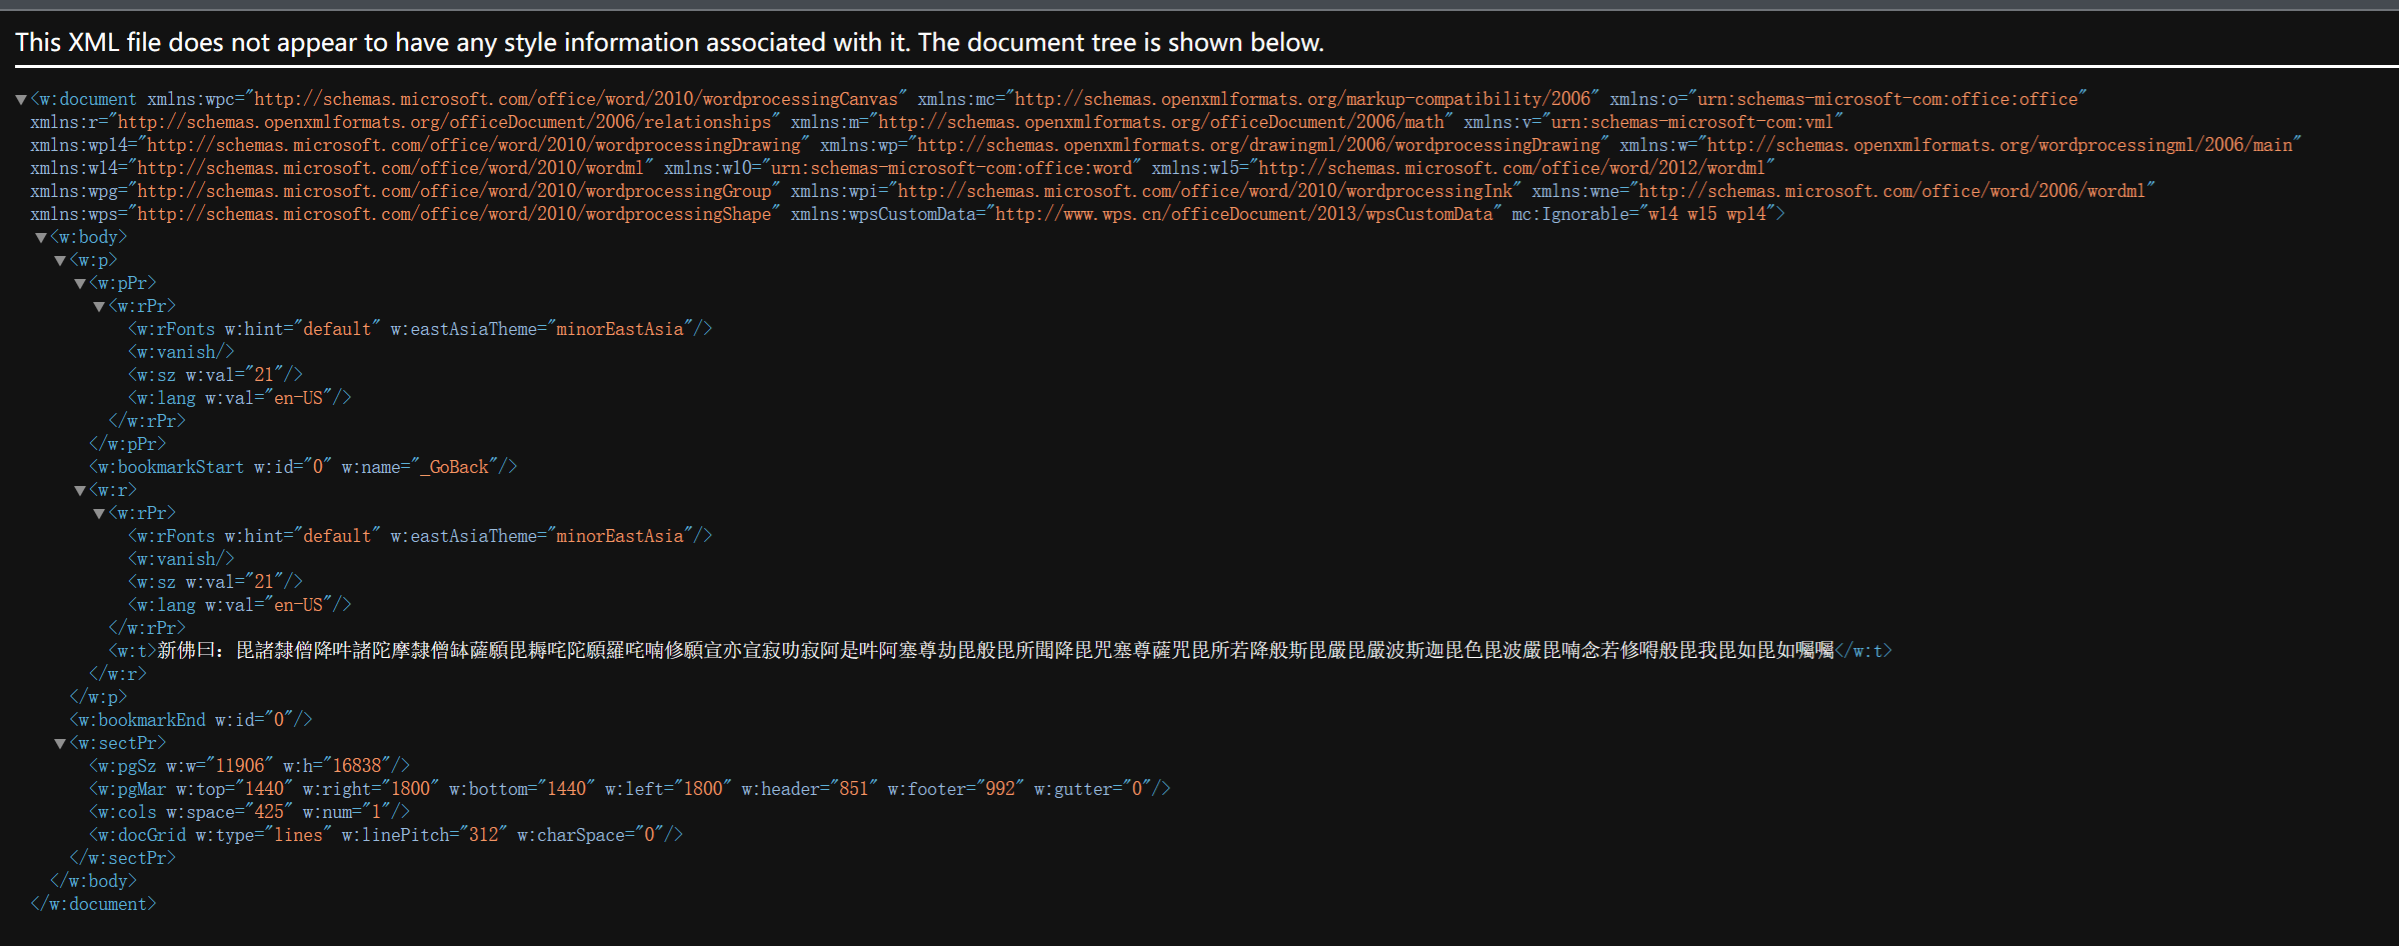 This XML file does not appear to have any style information associated with it. The document tree is shown below.
▼<w:document xmlns:wpc="http://schemas.microsoft.com/office/word/2010/wordprocessingCanvas" xmlns:mc="http://schemas.openxmlformats.org/markup-compatibility/2006" xmlns:o="urn:schemas-microsoft-com:office:office"
xmlns:r="http://schemas.openxmlformats.org/officeDocument/2006/relationships" xmlns:m="http://schemas.openxmlformats.org/officeDocument/2006/math" xmlns:v="urn:schemas-microsoft-com:vml"
xmlns:wp14="http://schemas.microsoft.com/office/word/2010/wordprocessingDrawing" xmlns:wp="http://schemas.openxmlformats.org/drawingml/2006/wordprocessingDrawing" xmlns:w="http://schemas.openxmlformats.org/wordprocessingml/2006/main"
xmlns:w14="http://schemas.microsoft.com/office/word/2010/wordml" xmlns:w10="urn:schemas-microsoft-com:office:word" xmlns:w15="http://schemas.microsoft.com/office/word/2012/wordml"
xmlns:wpg="http://schemas.microsoft.com/office/word/2010/wordprocessingGroup" xmlns:wpi="http://schemas.microsoft.com/office/word/2010/wordprocessingInk" xmlns:wne="http://schemas.microsoft.com/office/word/2006/wordml"
xmlns:wps="http://schemas.microsoft.com/office/word/2010/wordprocessingShape" xmlns:wpsCustomData="http://www.wps.cn/officeDocument/2013/wpsCustomData" mc:Ignorable="w14 w15 wp14">
▼<w:body>
▼<w:p>
▼<w:pPr>
▼<w:rPr>
<w:rFonts w:hint="default" w:eastAsiaTheme="minorEastAsia"/>
<w:vanish/>
<w:sz w:val="21"/>
<w:lang w:val="en-US"/>
</w:rPr>
</w:pPr>
<w:bookmarkStart w:id="0" w:name="_GoBack"/>
▼<w:r>
▼<w:rPr>
<w:rFonts w:hint="default" w:eastAsiaTheme="minorEastAsia"/>
<w:vanish/>
<w:sz w:val="21"/>
<w:lang w:val="en-US"/>
</w:rPr>
<w:t>新佛曰：毘諸隸僧降吽諸陀摩隸僧缽薩願毘耨咤陀願羅咤喃修願宣亦宣寂叻寂阿是吽阿塞尊劫毘般毘所聞降毘咒塞尊薩咒毘所若降般斯毘嚴毘嚴波斯迦毘色毘波嚴毘喃念若修嘚般毘我毘如毘如囑囑</w:t>
</w:r>
</w:p>
<w:bookmarkEnd w:id="0"/>
▼<w:sectPr>
<w:pgSz w:w="11906" w:h="16838"/>
<w:pgMar w:top="1440" w:right="1800" w:bottom="1440" w:left="1800" w:header="851" w:footer="992" w:gutter="0"/>
<w:cols w:space="425" w:num="1"/>
<w:docGrid w:type="lines" w:linePitch="312" w:charSpace="0"/>
</w:sectPr>
</w:body>
</w:document>